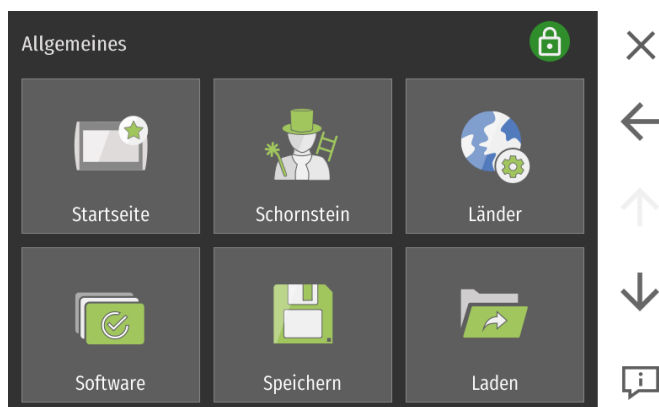 Allgemeines
Startseite
Schornstein
Länder
Software
Speichern
Laden